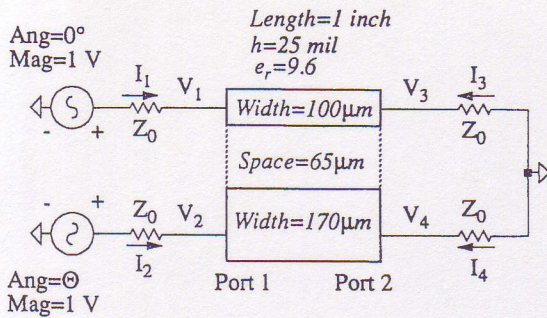 Length=1 inch
h=25 mil
e_r=9.6
Ang=0°
Mag=1 V
I_1
V_1
V_3
I_3
Width=100µm
- +
Z_0
Z_0
Space=65µm
- +
Z_0
V_2
Width=170µm
V_4
Z_0
I_2
I_4
Ang=Θ
Mag=1 V
Port 1
Port 2